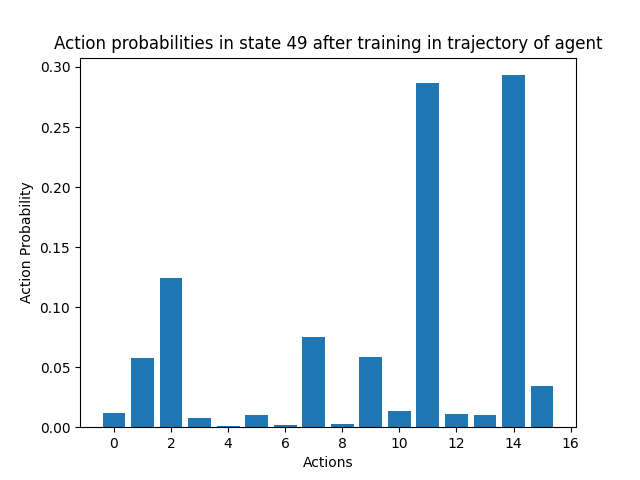 Action probabilities in state 49 after training in trajectory of agent
0.30
0.25
0.20
0.15
0.10
0.05
0.00
Action Probability
0 2 4 6 8 10 12 14 16
Actions